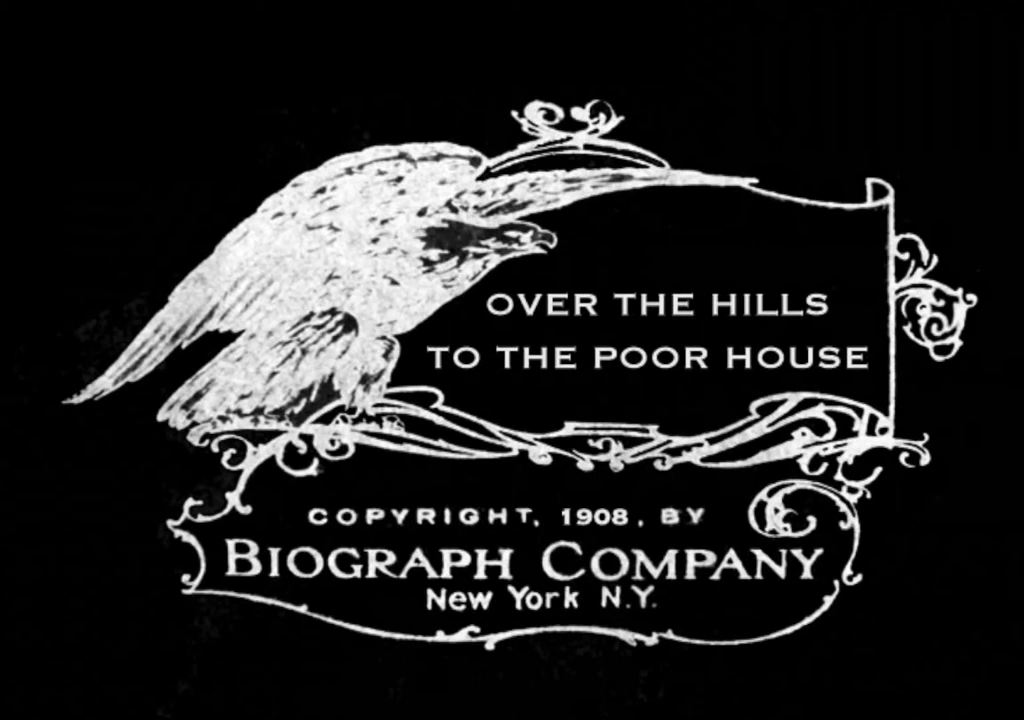 OVER THE HILLS
TO THE POOR HOUSE
COPYRIGHT, 1908, BY
BIOGRAPH COMPANY
New York N.Y.